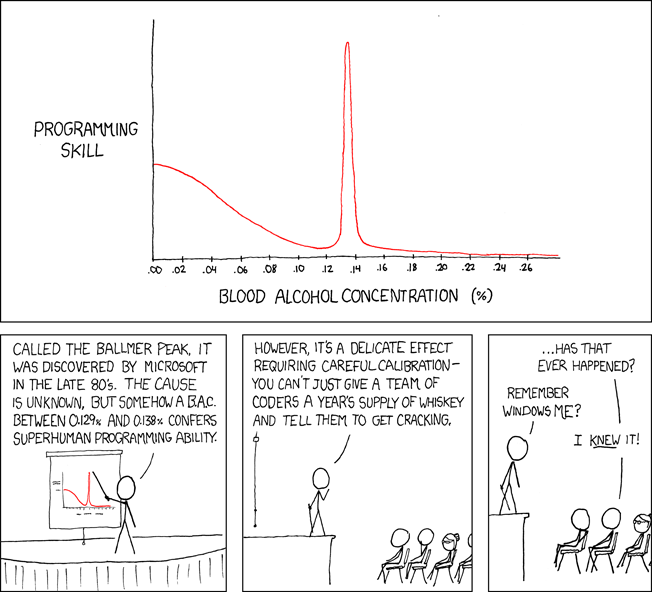 PROGRAMMING
SKILL
.00 .02 .04 .06 .08 .10 .12 .14 .16 .18 .20 .22 .24 .26
BLOOD ALCOHOL CONCENTRATION (%)
CALLED THE BALLMER PEAK, IT
WAS DISCOVERED BY MICROSOFT
IN THE LATE 80'S. THE CAUSE
IS UNKNOWN, BUT SOMEHOW A B.A.C.
BETWEEN 0.129% AND 0.138% CONFERS
SUPERHUMAN PROGRAMMING ABILITY.
HOWEVER, IT'S A DELICATE EFFECT
REQUIRING CAREFUL CALIBRATION—
YOU CAN'T JUST GIVE A TEAM OF
CODERS A YEAR'S SUPPLY OF WHISKEY
AND TELL THEM TO GET CRACKING.
...HAS THAT
EVER HAPPENED?
REMEMBER
WINDOWS ME?
I KNEW IT!